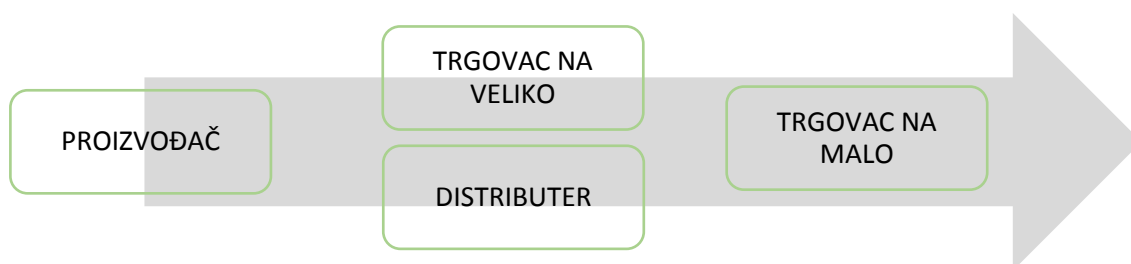 PROIZVOĐAČ
TRGOVAC NA
VELIKO
DISTRIBUTER
TRGOVAC NA
MALO